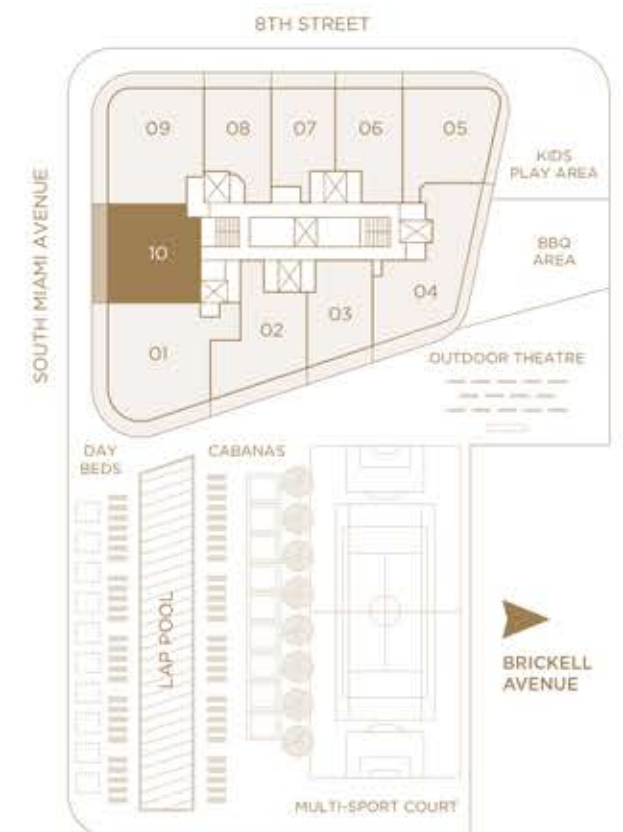 8TH STREET
SOUTH MIAMI AVENUE
09
08
07
06
05
KIDS
PLAY AREA
10
BBQ
AREA
04
01
02
03
OUTDOOR THEATRE
DAY
BEDS
CABANAS
LAP POOL
BRICKELL
AVENUE
MULTI-SPORT COURT